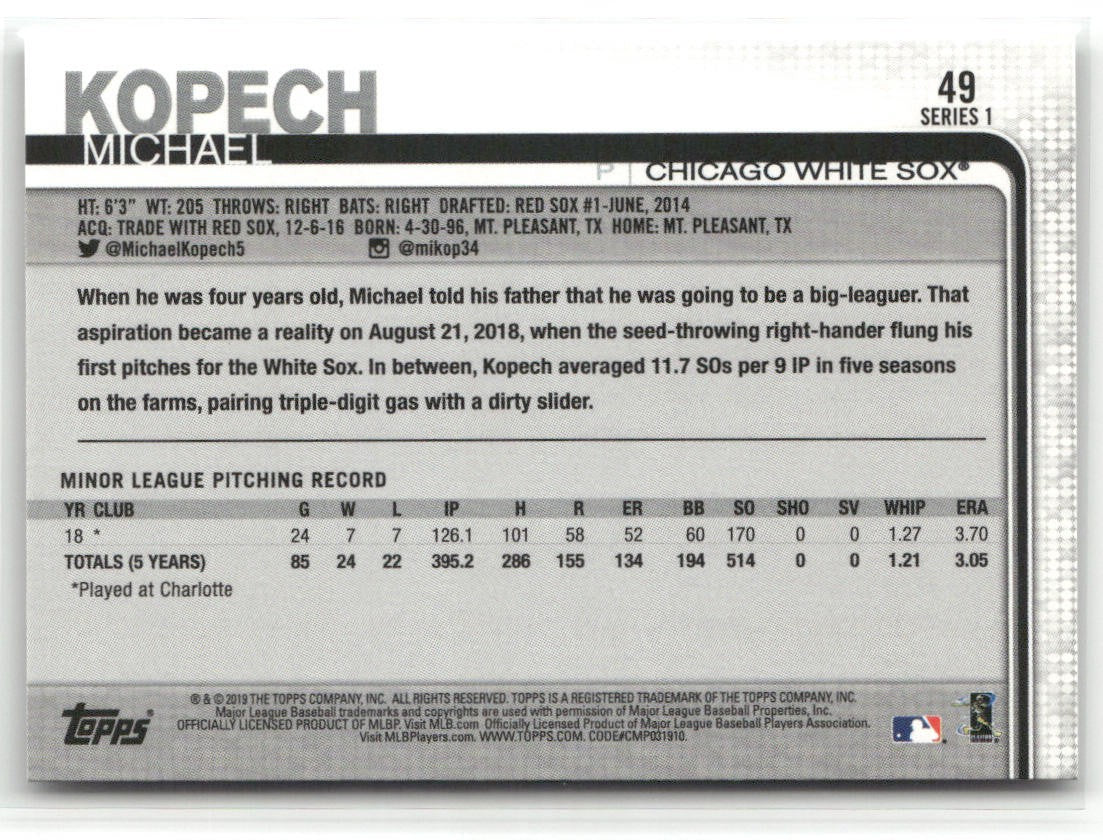 KOPECH
MICHAEL
49
SERIES 1
P | CHICAGO WHITE SOX®
HT: 6'3" WT: 205 THROWS: RIGHT BATS: RIGHT DRAFTED: RED SOX #1-JUNE, 2014
ACQ: TRADE WITH RED SOX, 12-6-16 BORN: 4-30-96, MT. PLEASANT, TX HOME: MT. PLEASANT, TX
@MichaelKopech5 @mikop34
When he was four years old, Michael told his father that he was going to be a big-leaguer. That
aspiration became a reality on August 21, 2018, when the seed-throwing right-hander flung his
first pitches for the White Sox. In between, Kopech averaged 11.7 SOs per 9 IP in five seasons
on the farms, pairing triple-digit gas with a dirty slider.
MINOR LEAGUE PITCHING RECORD
YR CLUB G W L IP H R ER BB SO SHO SV WHIP ERA
18 * 24 7 7 126.1 101 58 52 60 170 0 0 1.27 3.70
TOTALS (5 YEARS) 85 24 22 395.2 286 155 134 194 514 0 0 1.21 3.05
*Played at Charlotte
® & © 2019 THE TOPPS COMPANY, INC. ALL RIGHTS RESERVED. TOPPS IS A REGISTERED TRADEMARK OF THE TOPPS COMPANY, INC.
Major League Baseball trademarks and copyrights are used with permission of Major League Baseball Properties, Inc.
OFFICIALLY LICENSED PRODUCT OF MLBP. Visit MLB.com Officially Licensed Product of Major League Baseball Players Association.
Visit MLBPlayers.com. WWW.TOPPS.COM. CODE#CMP031910.
Topps®